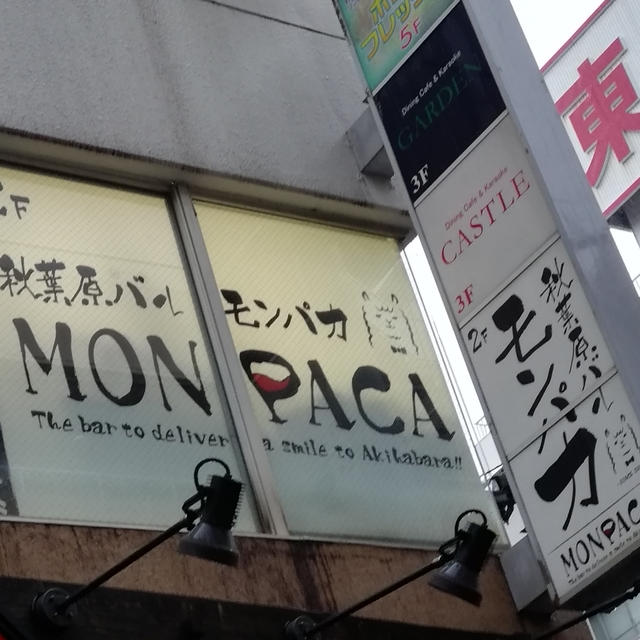 秋葉原バル モンパカ
MONPACA
The bar to deliver a smile to Akihabara!!
5F
Dining Cafe & Karaoke
GARDEN
3F
Dining Cafe & Karaoke
CASTLE
3F
2F
秋葉原バル
モンパカ
MONPACA
東